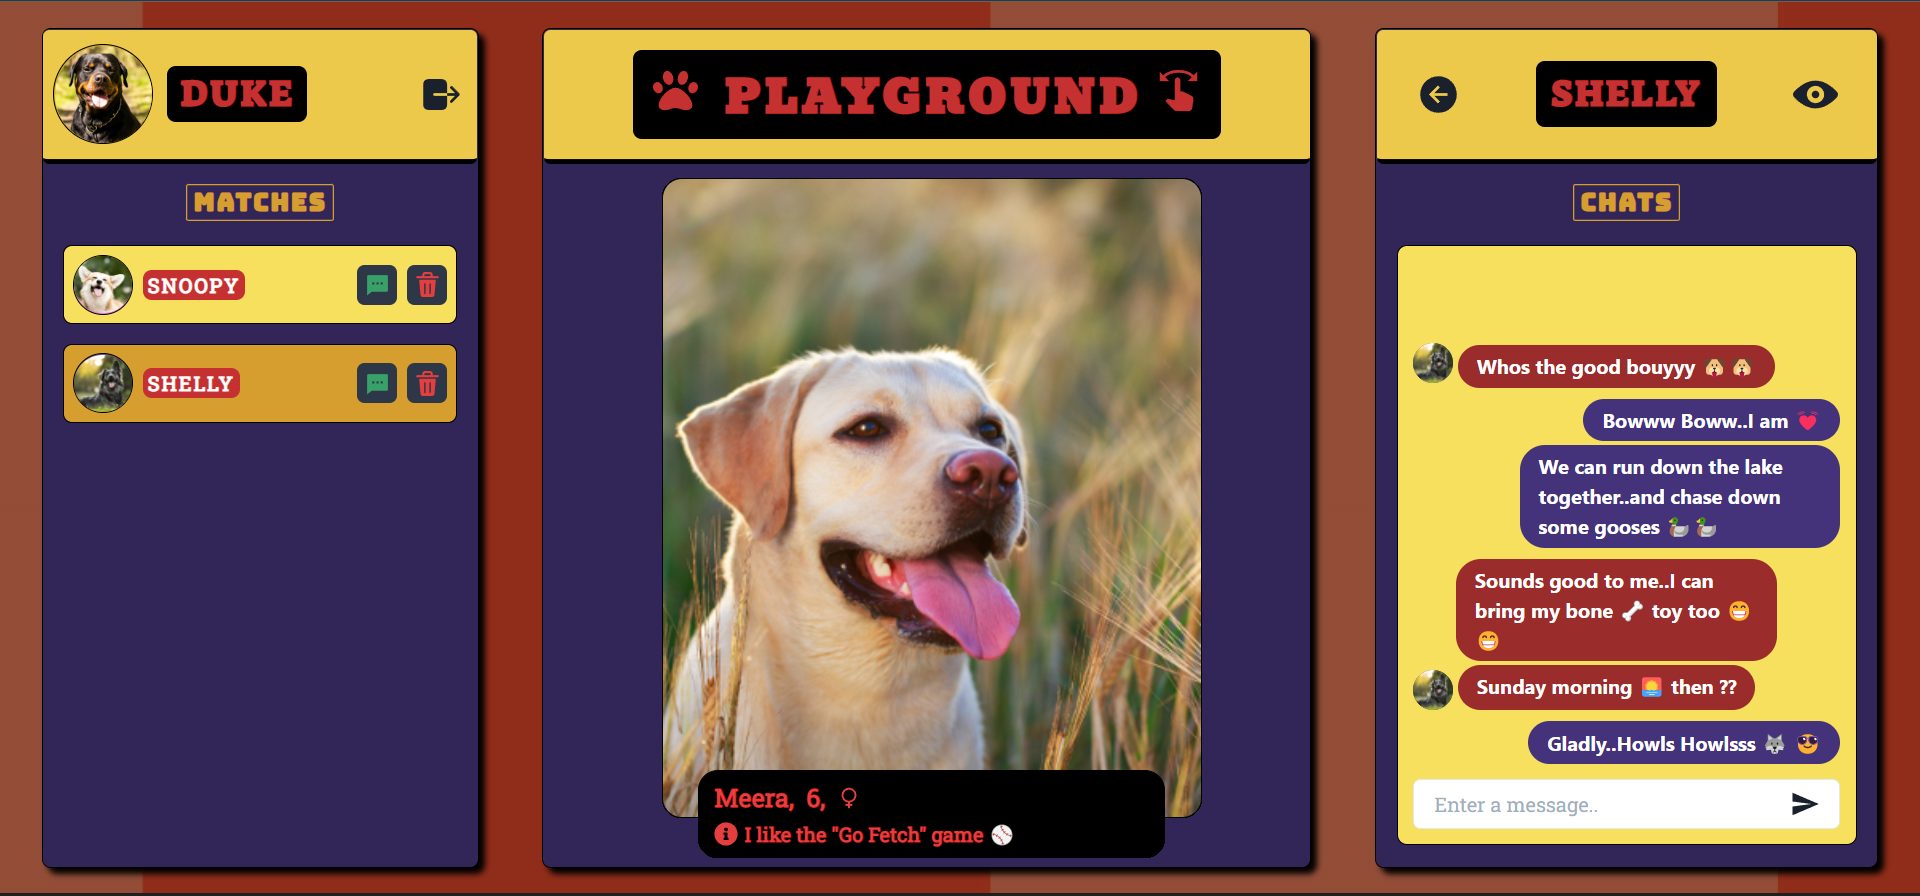 DUKE
MATCHES
SNOOPY
SHELLY
PLAYGROUND
Meera, 6, ♀
I like the "Go Fetch" game ⚾
SHELLY
CHATS
Whos the good bouyyy 🙈 🙈
Bowww Boww..I am 💓
We can run down the lake
together..and chase down
some gooses 🦆 🦆
Sounds good to me..I can
bring my bone 🦴 toy too 😁
😁
Sunday morning 🌅 then ??
Gladly..Howls Howlsss 🐺 😎
Enter a message..